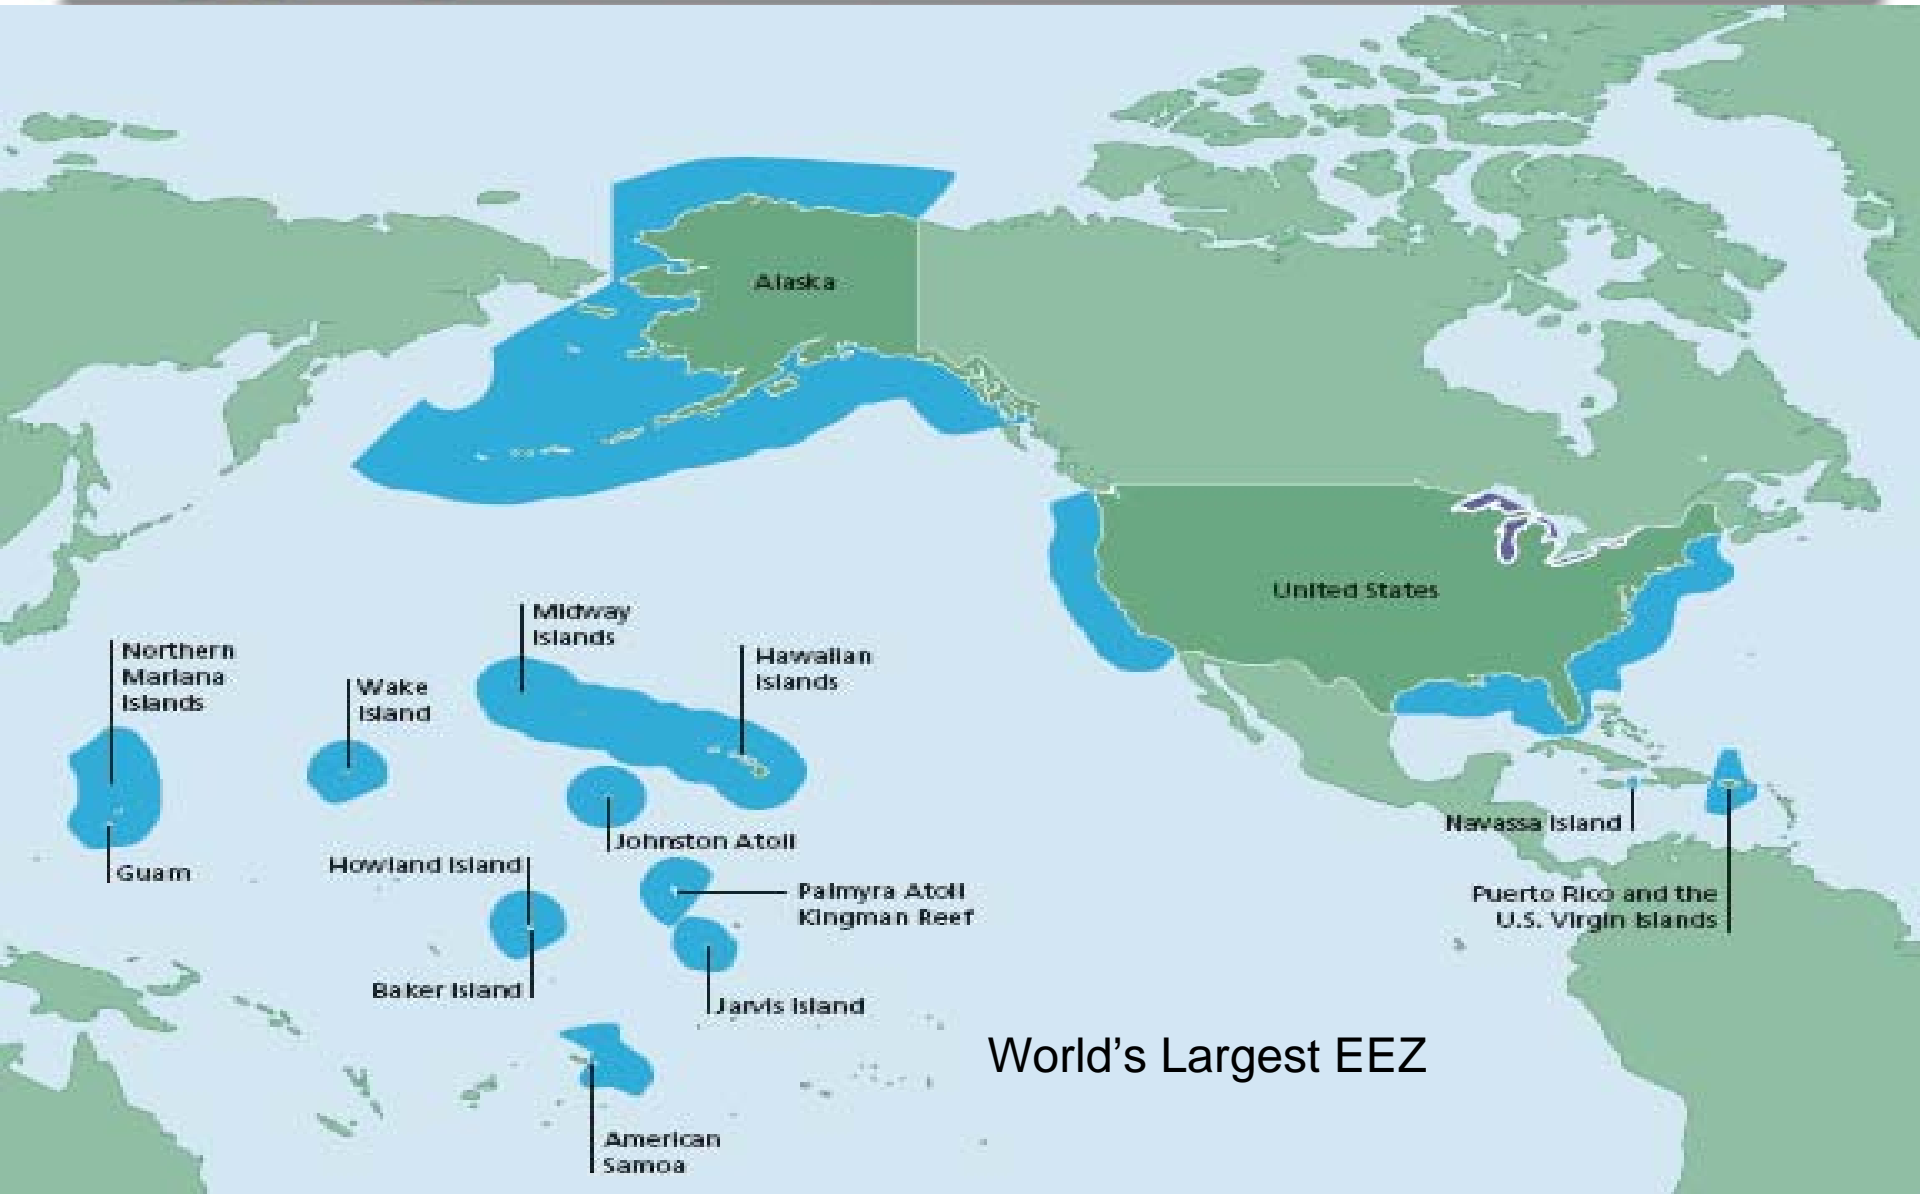 Alaska
United States
Midway
Islands
Northern
Mariana
Islands
Hawaiian
Islands
Wake
Island
Johnston Atoll
Navassa Island
Howland Island
Guam
Palmyra Atoll
Kingman Reef
Puerto Rico and the
U.S. Virgin Islands
Baker Island
Jarvis Island
World's Largest EEZ
American
Samoa